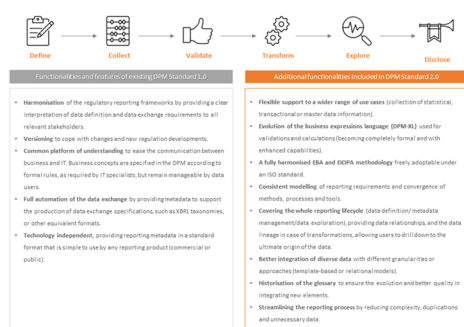 Define
Collect
Validate
Transform
Explore
Disclose
Functionalities and features of existing DPM Standard 1.0
• Harmonisation of the regulatory reporting frameworks by providing a clear
interpretation of data definition and data exchange requirements to all
relevant stakeholders.
• Versioning to cope with changes and new regulation developments.
• Common platform of understanding to ease the communication between
business and IT. Business concepts are specified in the DPM according to
formal rules, as required by IT specialists, but remain manageable by data
users.
• Full automation of the data exchange by providing metadata to support
the production of data exchange specifications, such as XBRL taxonomies,
or other equivalent formats.
• Technology independent, providing reporting metadata in a standard
format that is simple to use by any reporting product (commercial or
public).
Additional functionalities included in DPM Standard 2.0
• Flexible support to a wider range of use cases (collection of statistical,
transactional or master data information).
• Evolution of the business expressions language (DPM-XL) used for
validations and calculations (becoming completely formal and with
enhanced capabilities).
• A fully harmonised EBA and EIOPA methodology freely adoptable under
an ISO standard.
• Consistent modelling of reporting requirements and convergence of
methods, processes and tools.
• Covering the whole reporting lifecycle (data definition/ metadata
management/data exploration), providing data relationships, and the data
lineage in case of transformations, allowing users to drill down to the
ultimate origin of the data.
• Better integration of diverse data with different granularities or
approaches (template-based or relational models).
• Historisation of the glossary to ensure the evolution and better quality in
integrating new elements.
• Streamlining the reporting process by reducing complexity, duplications
and unnecessary data.